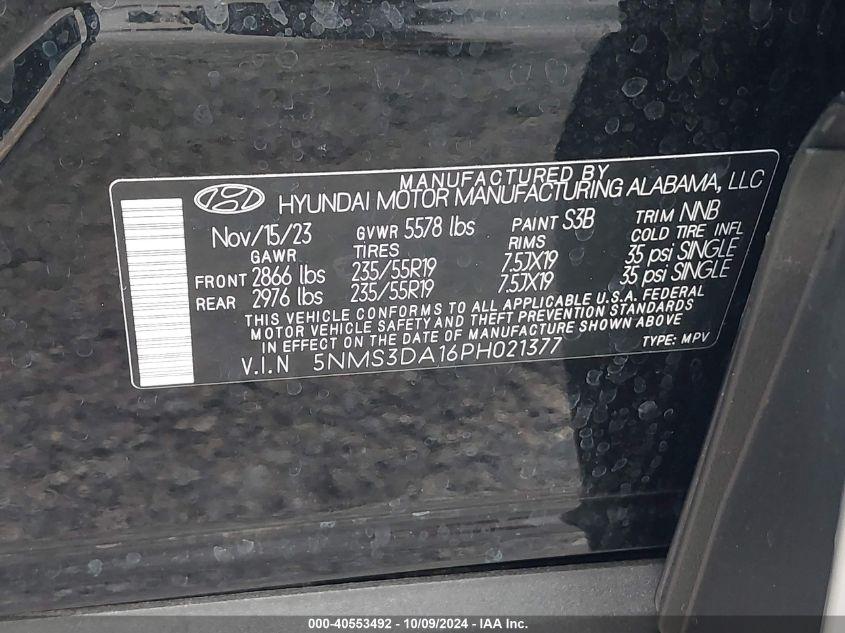 MANUFACTURED BY
HYUNDAI MOTOR MANUFACTURING ALABAMA, LLC
Nov/15/23 GVWR 5578 lbs PAINT S3B TRIM NNB
GAWR TIRES RIMS COLD TIRE INFL
FRONT 2866 lbs 235/55R19 7.5JX19 35 psi SINGLE
REAR 2976 lbs 235/55R19 7.5JX19 35 psi SINGLE
THIS VEHICLE CONFORMS TO ALL APPLICABLE U.S.A. FEDERAL
MOTOR VEHICLE SAFETY AND THEFT PREVENTION STANDARDS
IN EFFECT ON THE DATE OF MANUFACTURE SHOWN ABOVE
V.I.N 5NMS3DA16PH021377 TYPE: MPV
000-40553492 - 10/09/2024 - IAA Inc.